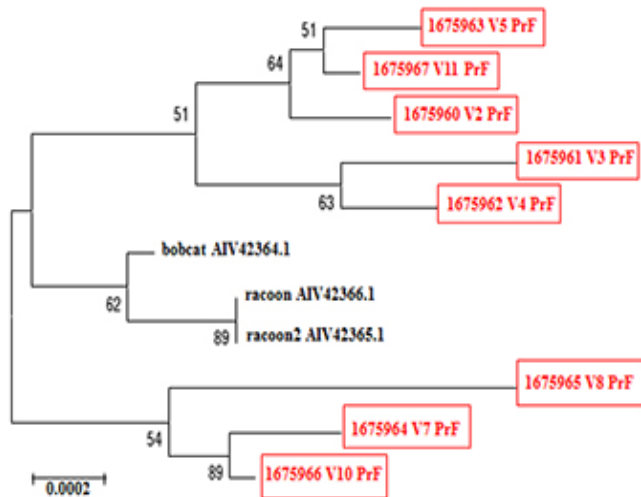 51
1675963 V5 PrF
1675967 V11 PrF
64
1675960 V2 PrF
51
1675961 V3 PrF
63
1675962 V4 PrF
bobcat AIV42364.1
62
racoon AIV42366.1
89
racoon2 AIV42365.1
1675965 V8 PrF
54
1675964 V7 PrF
89
1675966 V10 PrF
0.0002